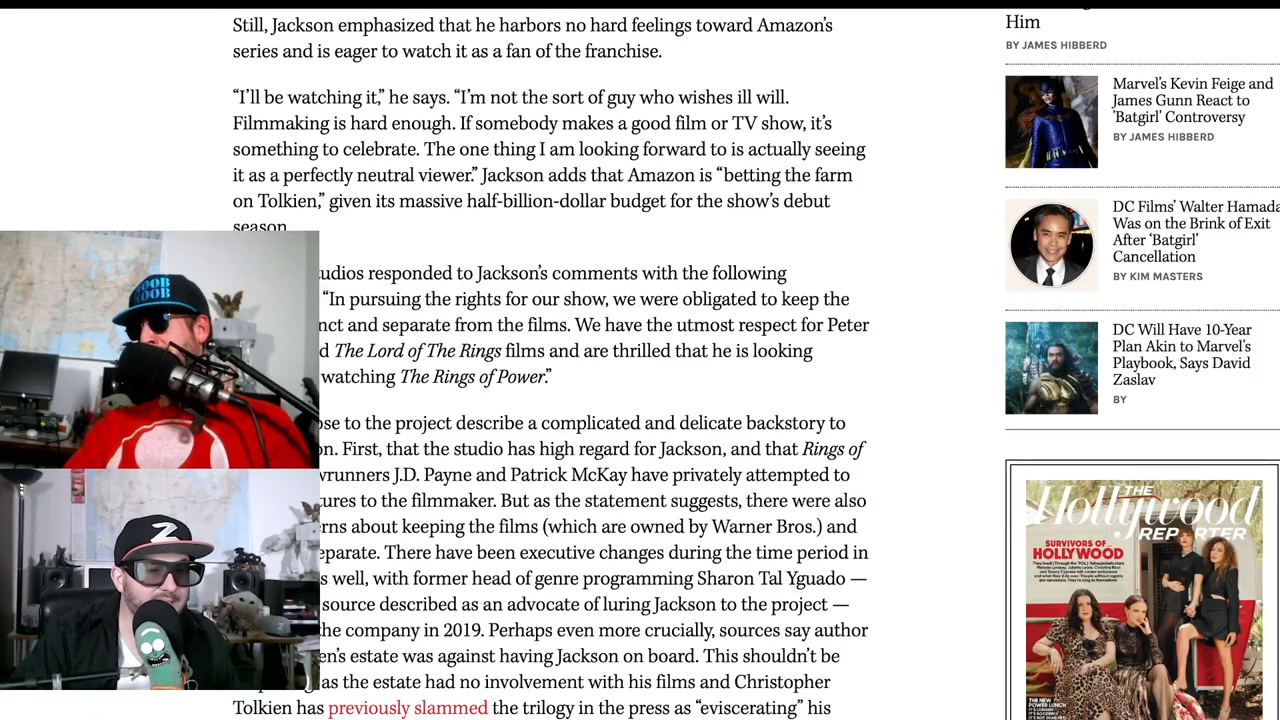 Still, Jackson emphasized that he harbors no hard feelings toward Amazon's
series and is eager to watch it as a fan of the franchise.
“I'll be watching it,” he says. “I'm not the sort of guy who wishes ill will.
Filmmaking is hard enough. If somebody makes a good film or TV show, it's
something to celebrate. The one thing I am looking forward to is actually seeing
it as a perfectly neutral viewer.” Jackson adds that Amazon is “betting the farm
on Tolkien,” given its massive half-billion-dollar budget for the show's debut
season.
udios responded to Jackson's comments with the following
“In pursuing the rights for our show, we were obligated to keep the
nct and separate from the films. We have the utmost respect for Peter
d The Lord of The Rings films and are thrilled that he is looking
watching The Rings of Power.”
ose to the project describe a complicated and delicate backstory to
on. First, that the studio has high regard for Jackson, and that Rings of
wrunners J.D. Payne and Patrick McKay have privately attempted to
tures to the filmmaker. But as the statement suggests, there were also
erns about keeping the films (which are owned by Warner Bros.) and
eparate. There have been executive changes during the time period in
s well, with former head of genre programming Sharon Tal Yguado —
source described as an advocate of luring Jackson to the project —
the company in 2019. Perhaps even more crucially, sources say author
en's estate was against having Jackson on board. This shouldn't be
as the estate had no involvement with his films and Christopher
Tolkien has previously slammed the trilogy in the press as “eviscerating” his
Him
BY JAMES HIBBERD
Marvel's Kevin Feige and
James Gunn React to
'Batgirl' Controversy
BY JAMES HIBBERD
DC Films' Walter Hamada
Was on the Brink of Exit
After 'Batgirl'
Cancellation
BY KIM MASTERS
DC Will Have 10-Year
Plan Akin to Marvel's
Playbook, Says David
Zaslav
BY
THE
Hollywood
REPORTER
SURVIVORS OF
HOLLYWOOD
THE NEW
POWER LUNCH
NOOB
NOOB
Z